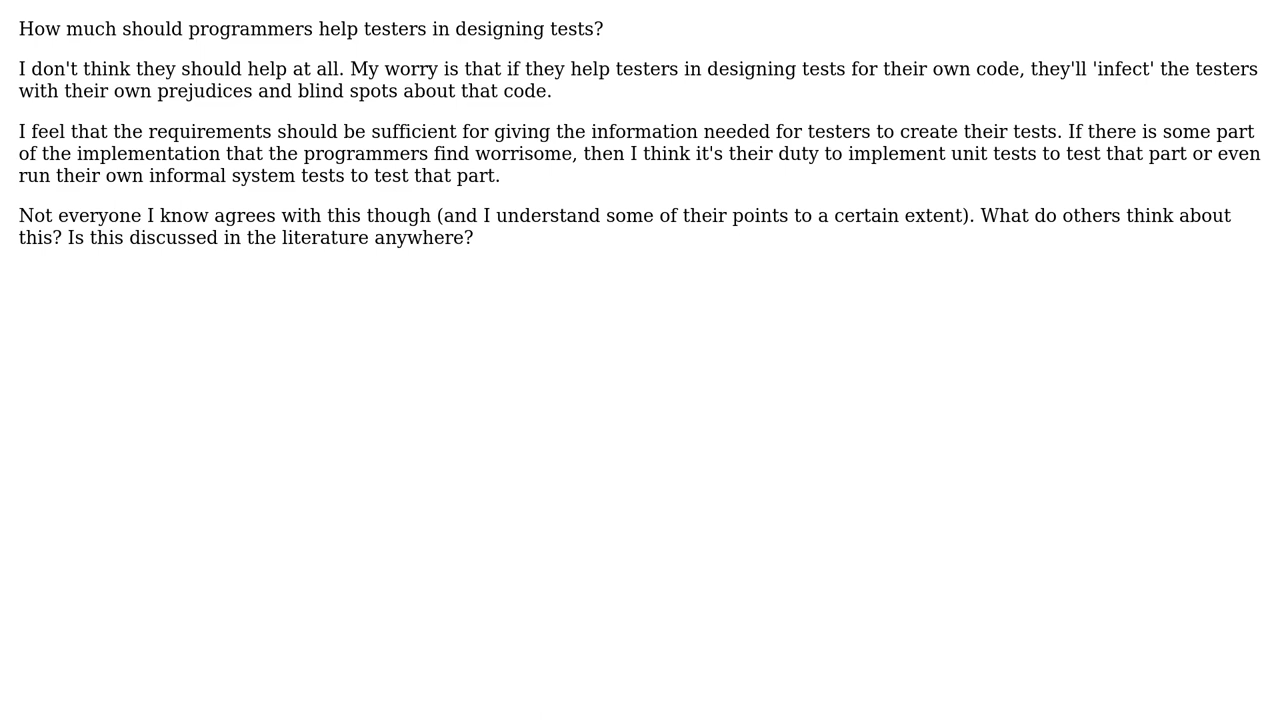 How much should programmers help testers in designing tests?
I don't think they should help at all. My worry is that if they help testers in designing tests for their own code, they'll 'infect' the testers
with their own prejudices and blind spots about that code.
I feel that the requirements should be sufficient for giving the information needed for testers to create their tests. If there is some part
of the implementation that the programmers find worrisome, then I think it's their duty to implement unit tests to test that part or even
run their own informal system tests to test that part.
Not everyone I know agrees with this though (and I understand some of their points to a certain extent). What do others think about
this? Is this discussed in the literature anywhere?